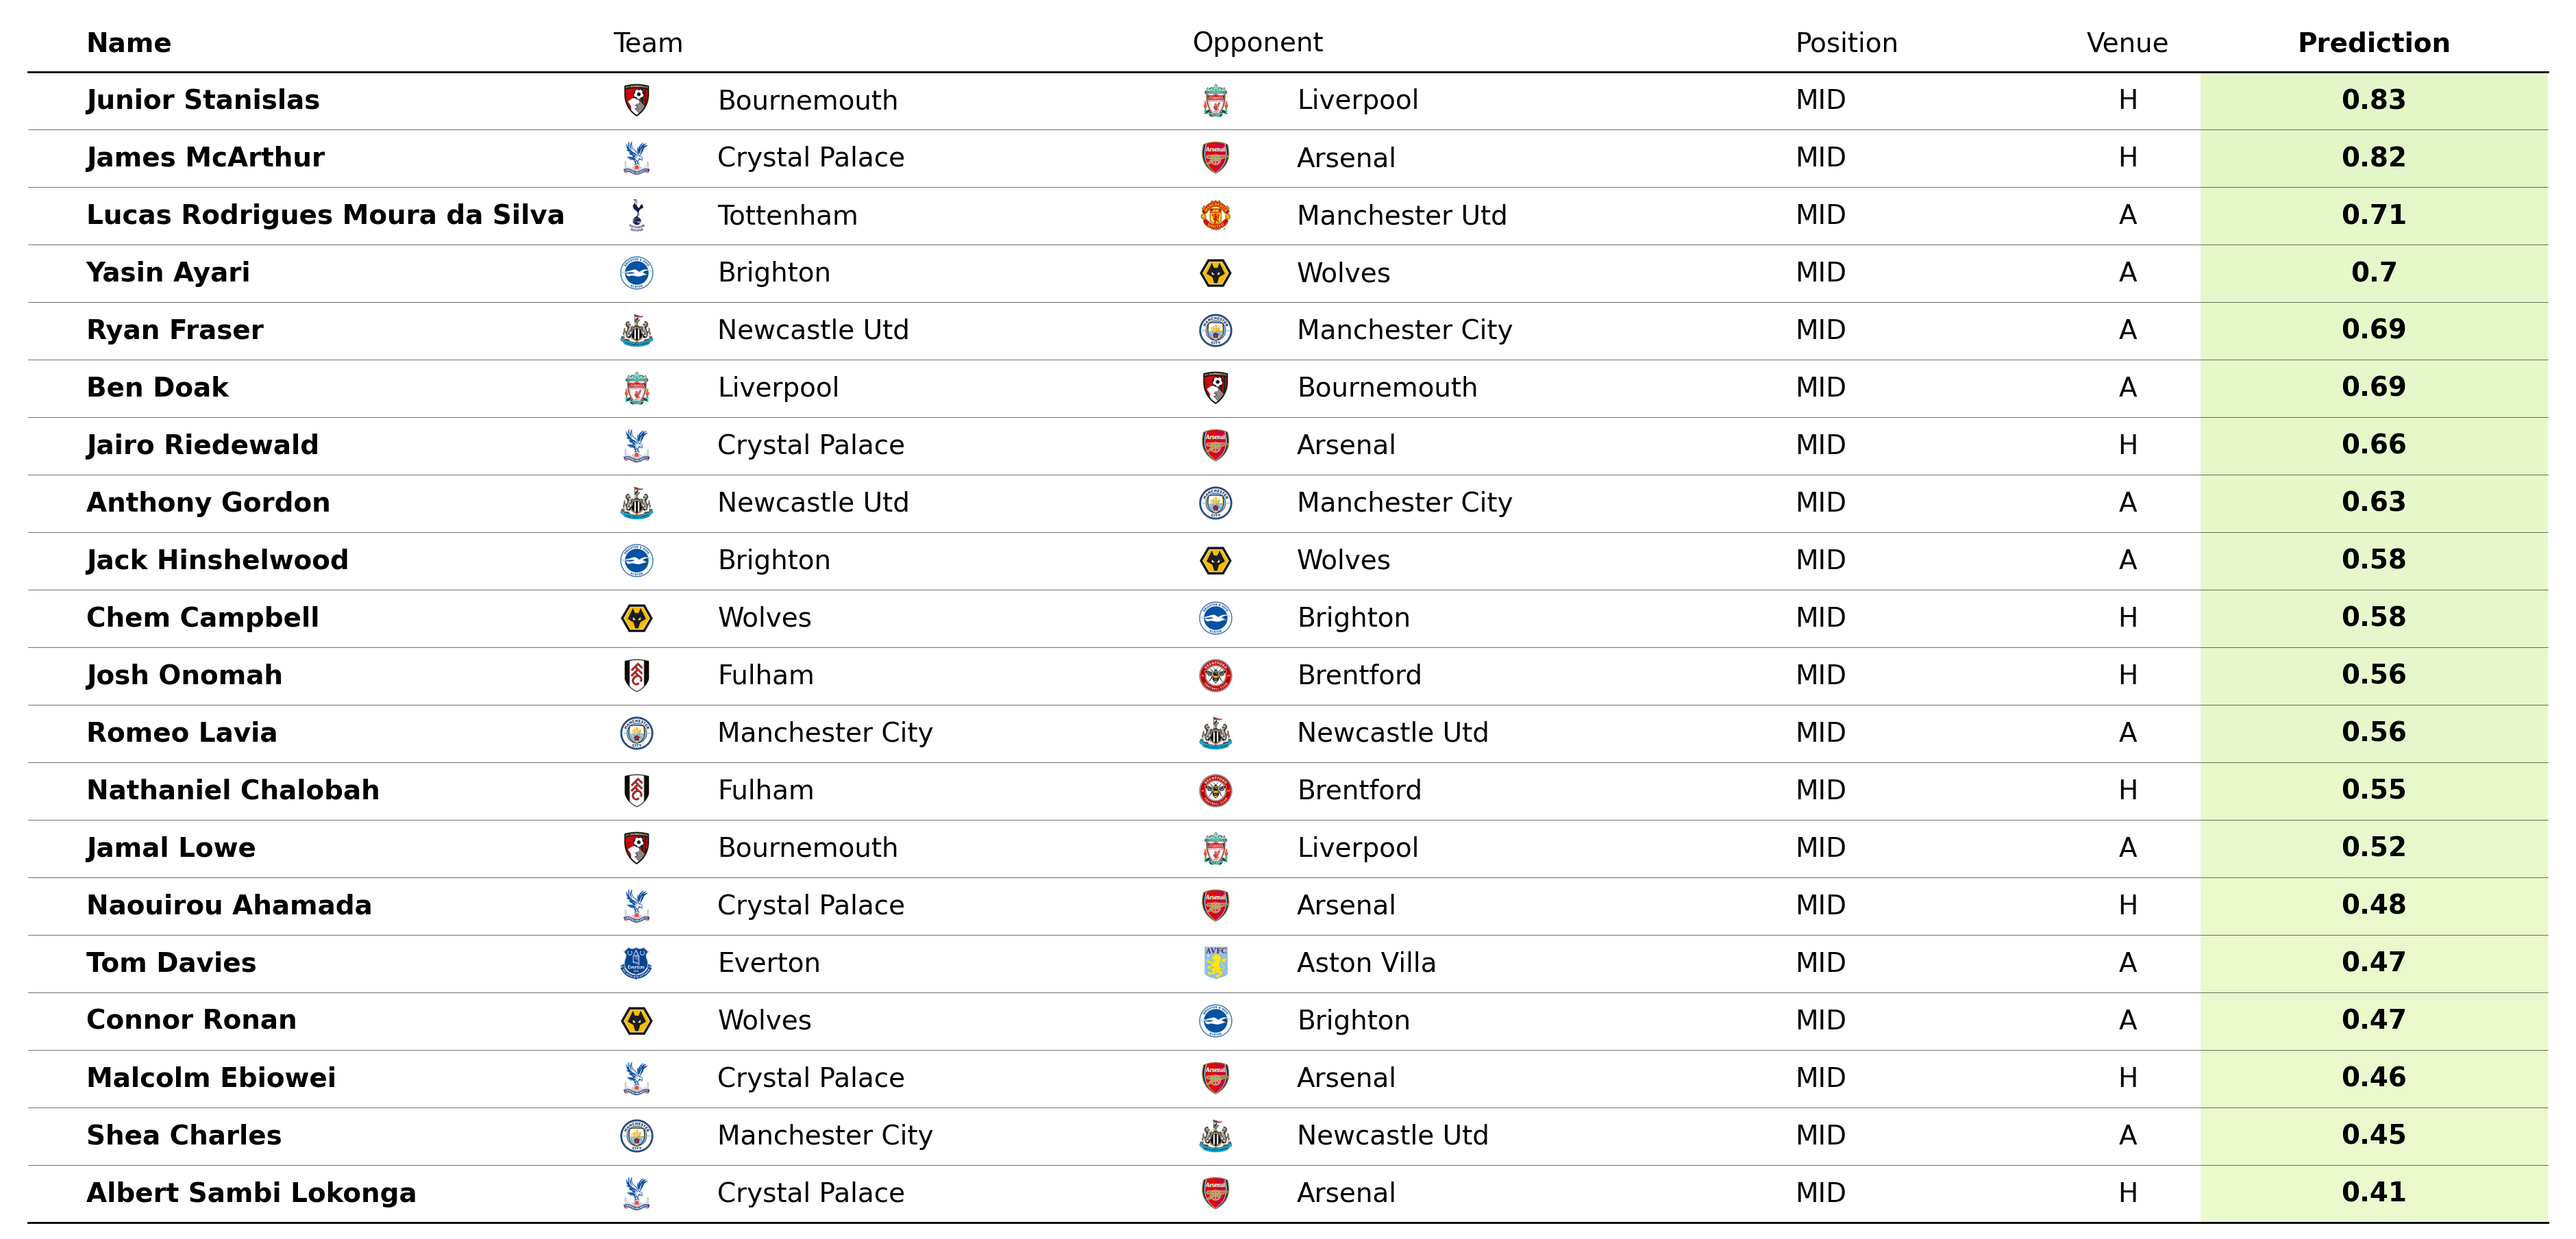 Name Team Opponent Position Venue Prediction
Junior Stanislas Bournemouth Liverpool MID H 0.83
James McArthur Crystal Palace Arsenal MID H 0.82
Lucas Rodrigues Moura da Silva Tottenham Manchester Utd MID A 0.71
Yasin Ayari Brighton Wolves MID A 0.7
Ryan Fraser Newcastle Utd Manchester City MID A 0.69
Ben Doak Liverpool Bournemouth MID A 0.69
Jairo Riedewald Crystal Palace Arsenal MID H 0.66
Anthony Gordon Newcastle Utd Manchester City MID A 0.63
Jack Hinshelwood Brighton Wolves MID A 0.58
Chem Campbell Wolves Brighton MID H 0.58
Josh Onomah Fulham Brentford MID H 0.56
Romeo Lavia Manchester City Newcastle Utd MID A 0.56
Nathaniel Chalobah Fulham Brentford MID H 0.55
Jamal Lowe Bournemouth Liverpool MID A 0.52
Naouirou Ahamada Crystal Palace Arsenal MID H 0.48
Tom Davies Everton Aston Villa MID A 0.47
Connor Ronan Wolves Brighton MID A 0.47
Malcolm Ebiowei Crystal Palace Arsenal MID H 0.46
Shea Charles Manchester City Newcastle Utd MID A 0.45
Albert Sambi Lokonga Crystal Palace Arsenal MID H 0.41